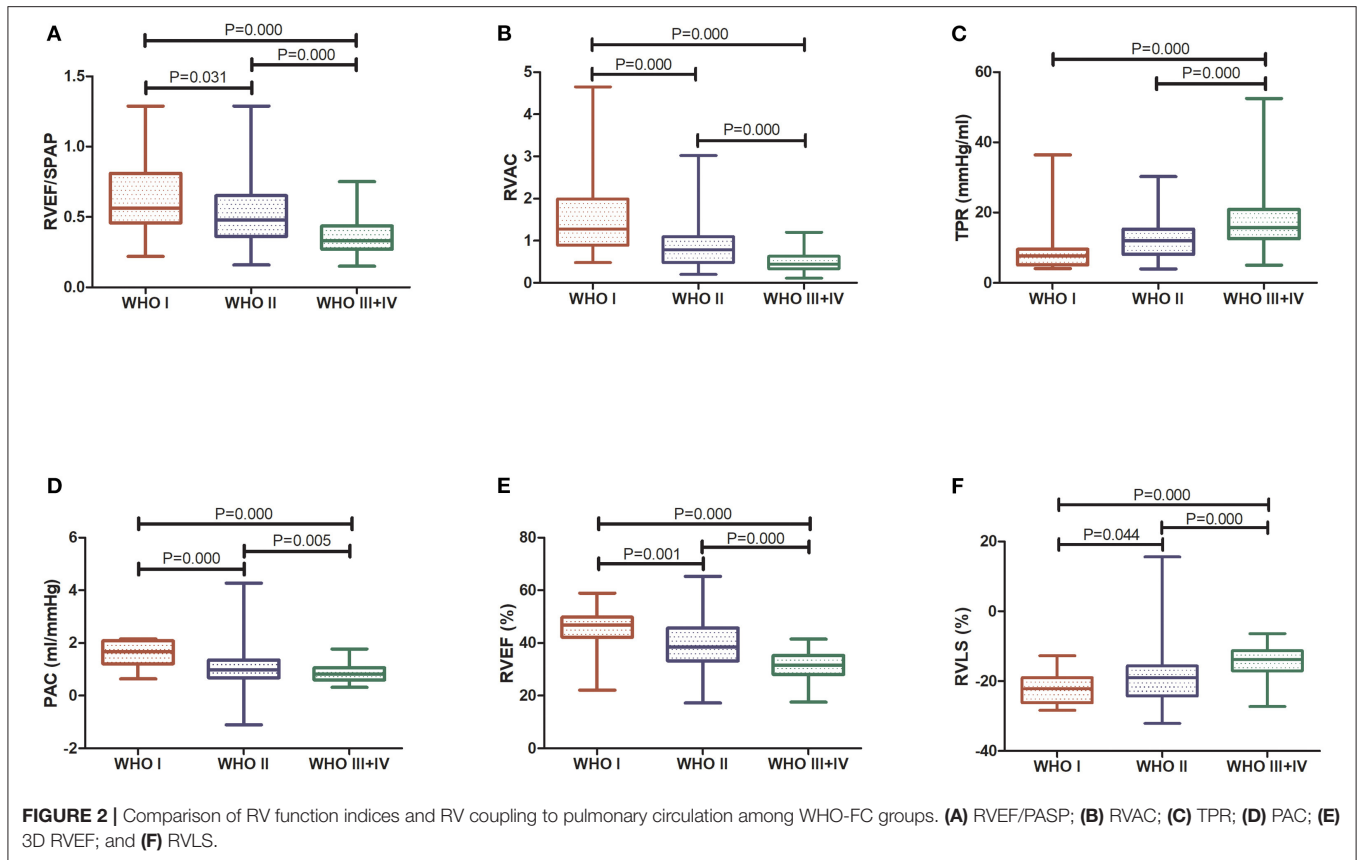 A
P=0.000
P=0.000
P=0.031
RVEF/SPAP
1.5
1.0
0.5
0.0
WHO I WHO II WHO III+IV
B
P=0.000
P=0.000
P=0.000
RVAC
5
4
3
2
1
0
WHO I WHO II WHO III+IV
C
P=0.000
P=0.000
TPR (mmHg/ml)
60
40
20
0
WHO I WHO II WHO III+IV
D
P=0.000
P=0.005
P=0.000
PAC (ml/mmHg)
6
4
2
0
-2
WHO I WHO II WHO III+IV
E
P=0.000
P=0.000
P=0.001
RVEF (%)
80
60
40
20
0
WHO I WHO II WHO III+IV
F
P=0.000
P=0.000
P=0.044
RVLS (%)
20
0
-20
-40
WHO I WHO II WHO III+IV
FIGURE 2 | Comparison of RV function indices and RV coupling to pulmonary circulation among WHO-FC groups. (A) RVEF/PASP; (B) RVAC; (C) TPR; (D) PAC; (E)
3D RVEF; and (F) RVLS.